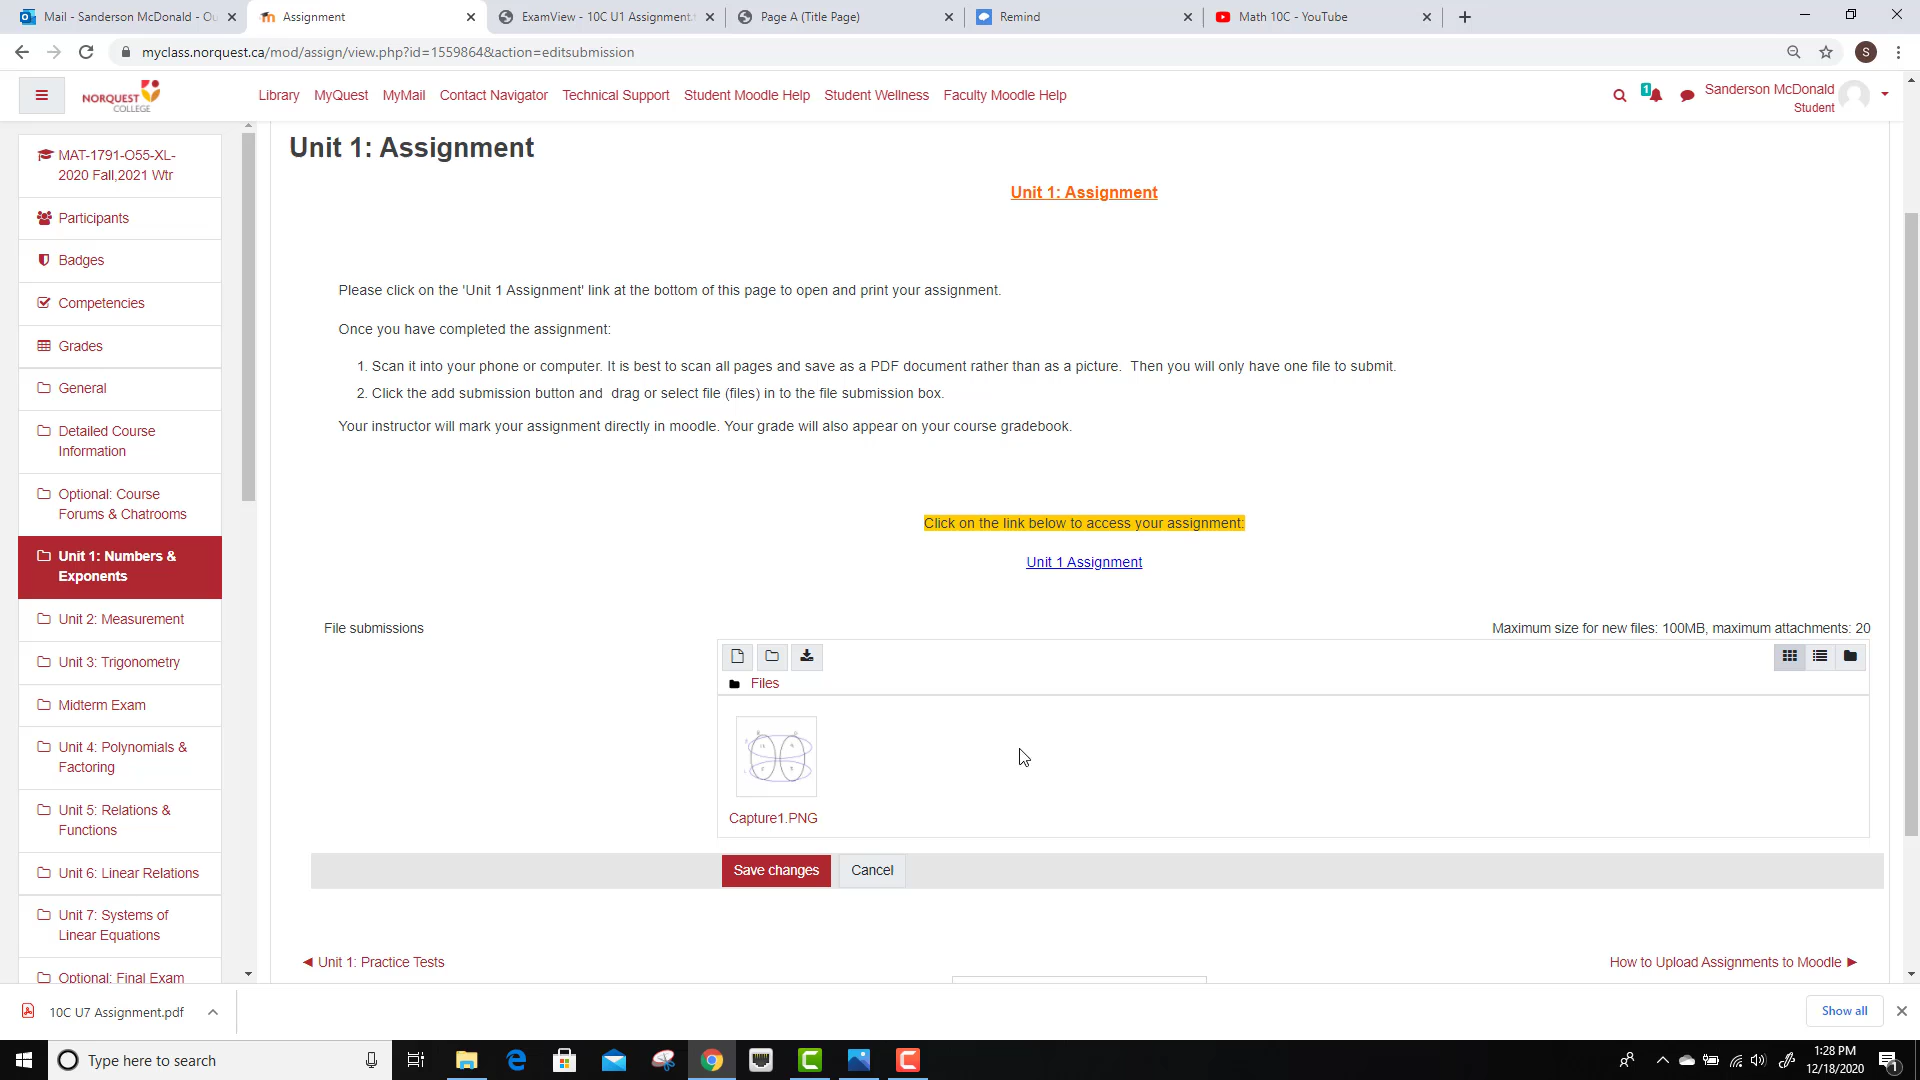 Mail - Sanderson McDonald - Ou
Assignment
ExamView - 10C U1 Assignment.
Page A (Title Page)
Remind
Math 10C - YouTube
myclass.norquest.ca/mod/assign/view.php?id=1559864&action=editsubmission
S
NORQUEST
COLLEGE
Library
MyQuest
MyMail
Contact Navigator
Technical Support
Student Moodle Help
Student Wellness
Faculty Moodle Help
1
Sanderson McDonald
Student
MAT-1791-O55-XL-
2020 Fall,2021 Wtr
Participants
Badges
Competencies
Grades
General
Detailed Course
Information
Optional: Course
Forums & Chatrooms
Unit 1: Numbers &
Exponents
Unit 2: Measurement
Unit 3: Trigonometry
Midterm Exam
Unit 4: Polynomials &
Factoring
Unit 5: Relations &
Functions
Unit 6: Linear Relations
Unit 7: Systems of
Linear Equations
Optional: Final Exam
Unit 1: Assignment
Unit 1: Assignment
Please click on the 'Unit 1 Assignment' link at the bottom of this page to open and print your assignment.
Once you have completed the assignment:
1. Scan it into your phone or computer. It is best to scan all pages and save as a PDF document rather than as a picture. Then you will only have one file to submit.
2. Click the add submission button and drag or select file (files) in to the file submission box.
Your instructor will mark your assignment directly in moodle. Your grade will also appear on your course gradebook.
Click on the link below to access your assignment:
Unit 1 Assignment
File submissions
Maximum size for new files: 100MB, maximum attachments: 20
Files
Capture1.PNG
Save changes
Cancel
◄ Unit 1: Practice Tests
How to Upload Assignments to Moodle ►
10C U7 Assignment.pdf
Show all
Type here to search
1:28 PM
12/18/2020
1